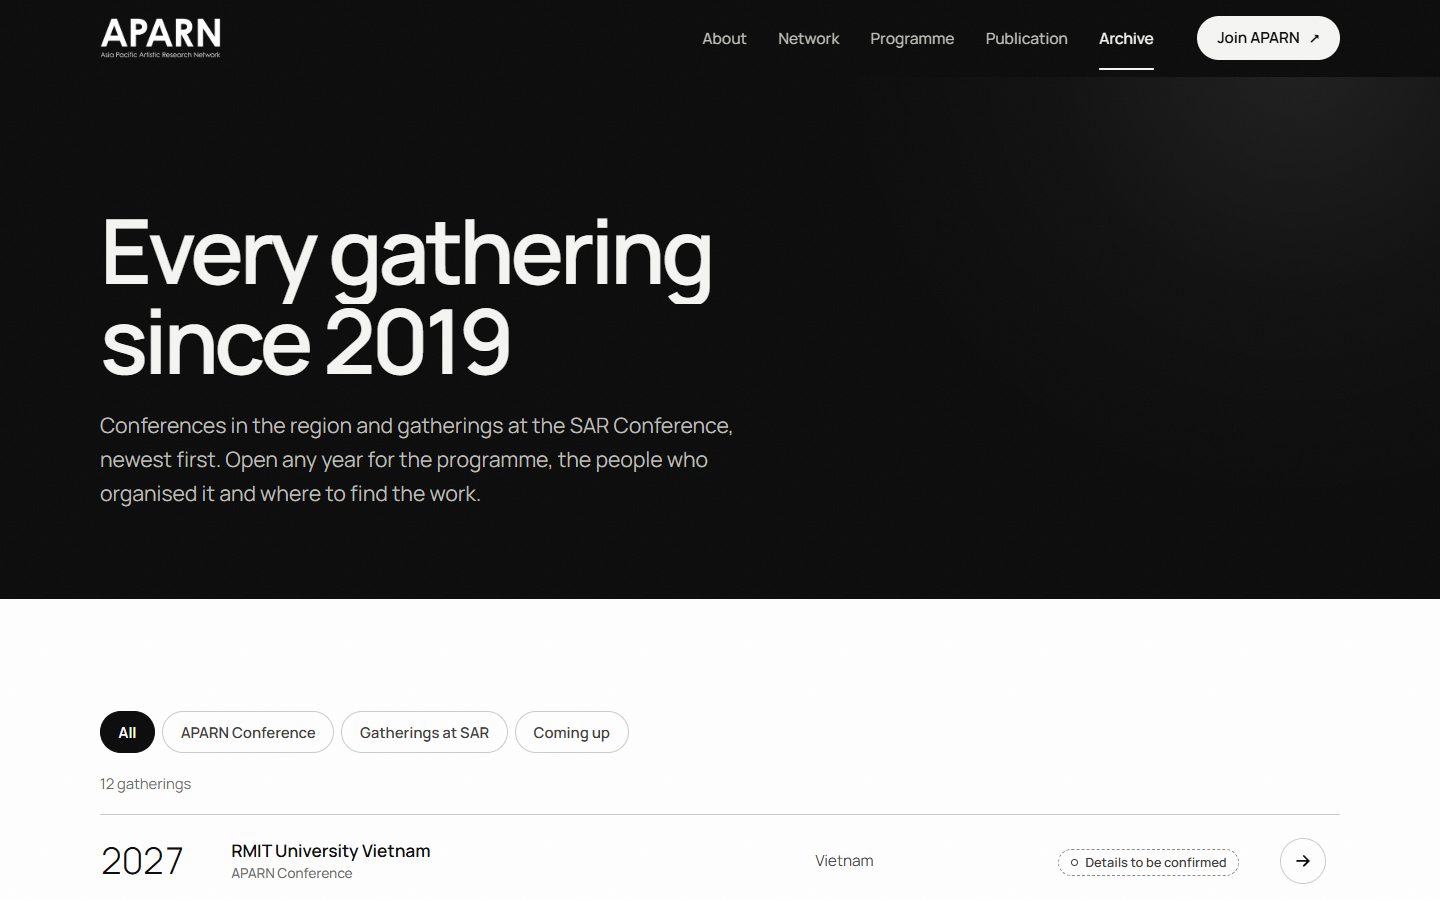 APARN
Asia Pacific Artistic Research Network
About
Network
Programme
Publication
Archive
Join APARN ↗
Every gathering
since 2019
Conferences in the region and gatherings at the SAR Conference,
newest first. Open any year for the programme, the people who
organised it and where to find the work.
All
APARN Conference
Gatherings at SAR
Coming up
12 gatherings
2027
RMIT University Vietnam
APARN Conference
Vietnam
Details to be confirmed